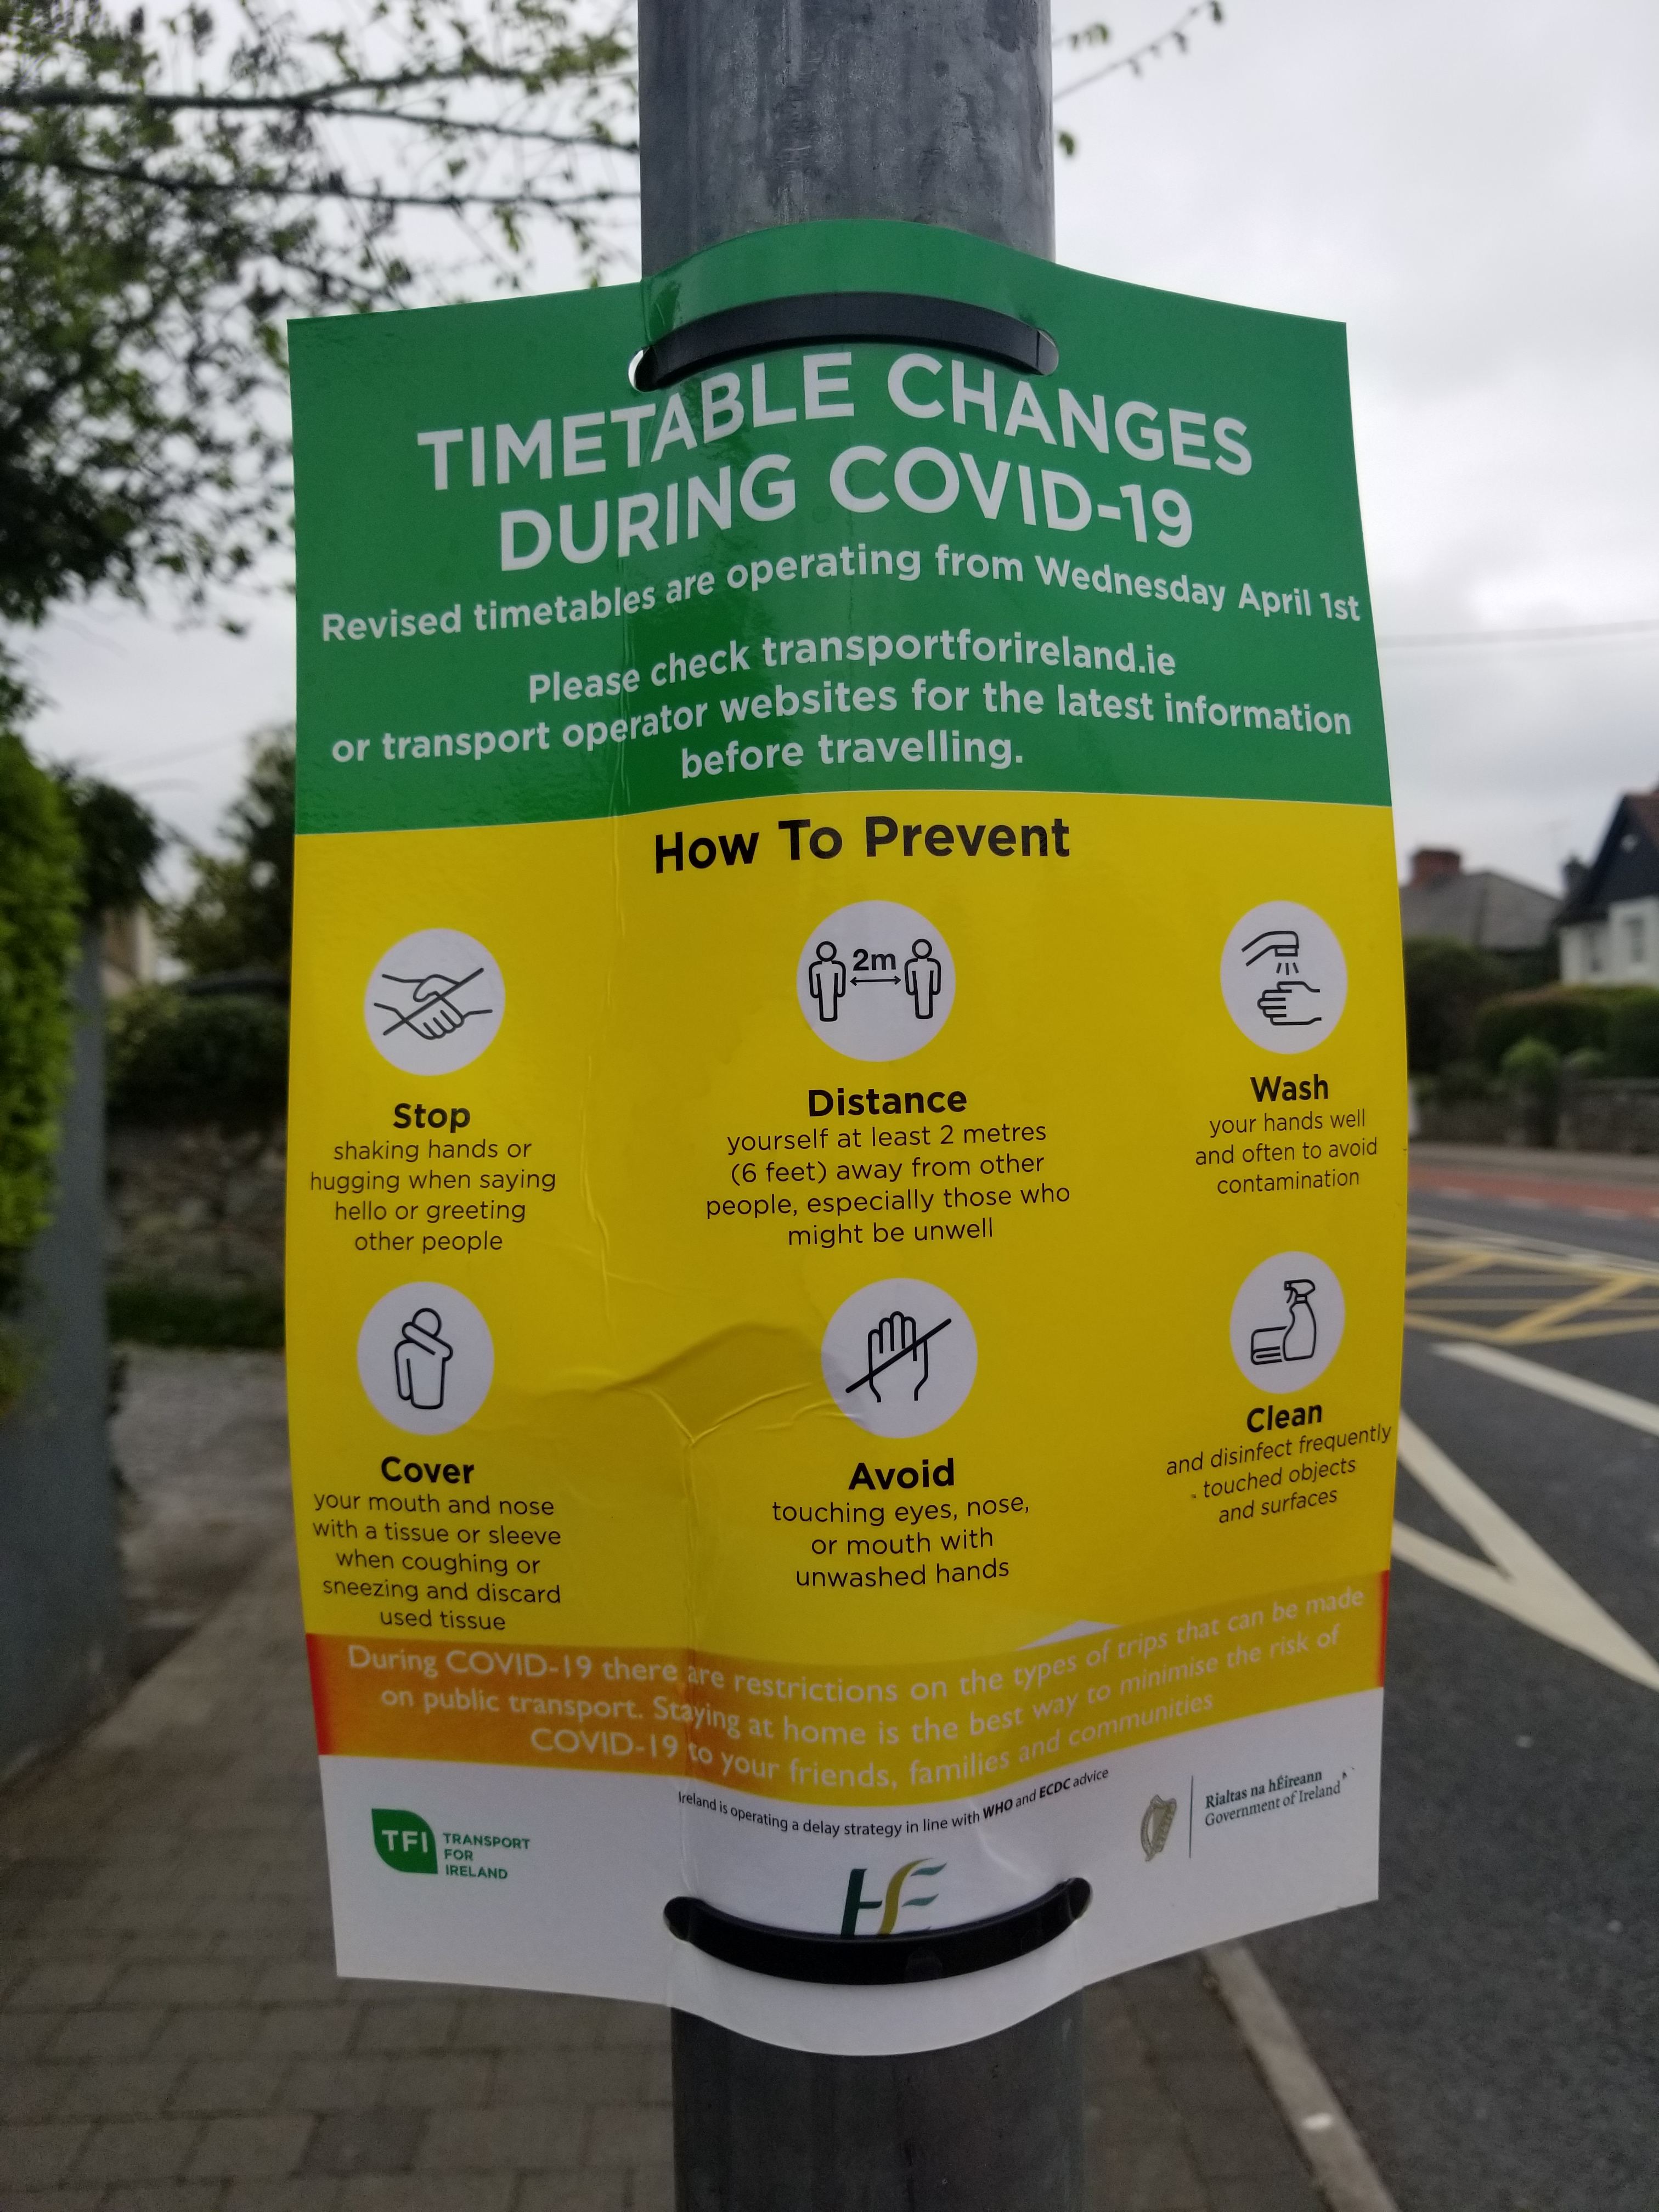 TIMETABLE CHANGES
DURING COVID-19
Revised timetables are operating from Wednesday April 1st
Please check transportforireland.ie
or transport operator websites for the latest information
before travelling.
How To Prevent
Stop
shaking hands or
hugging when saying
hello or greeting
other people
2m
Distance
yourself at least 2 metres
(6 feet) away from other
people, especially those who
might be unwell
Wash
your hands well
and often to avoid
contamination
Cover
your mouth and nose
with a tissue or sleeve
when coughing or
sneezing and discard
used tissue
Avoid
touching eyes, nose,
or mouth with
unwashed hands
Clean
and disinfect frequently
touched objects
and surfaces
During COVID-19 there are restrictions on the types of trips that can be made
on public transport. Staying at home is the best way to minimise the risk of
COVID-19 to your friends, families and communities
Ireland is operating a delay strategy in line with WHO and ECDC advice
TFI
TRANSPORT
FOR
IRELAND
HSE
Rialtas na hÉireann
Government of Ireland